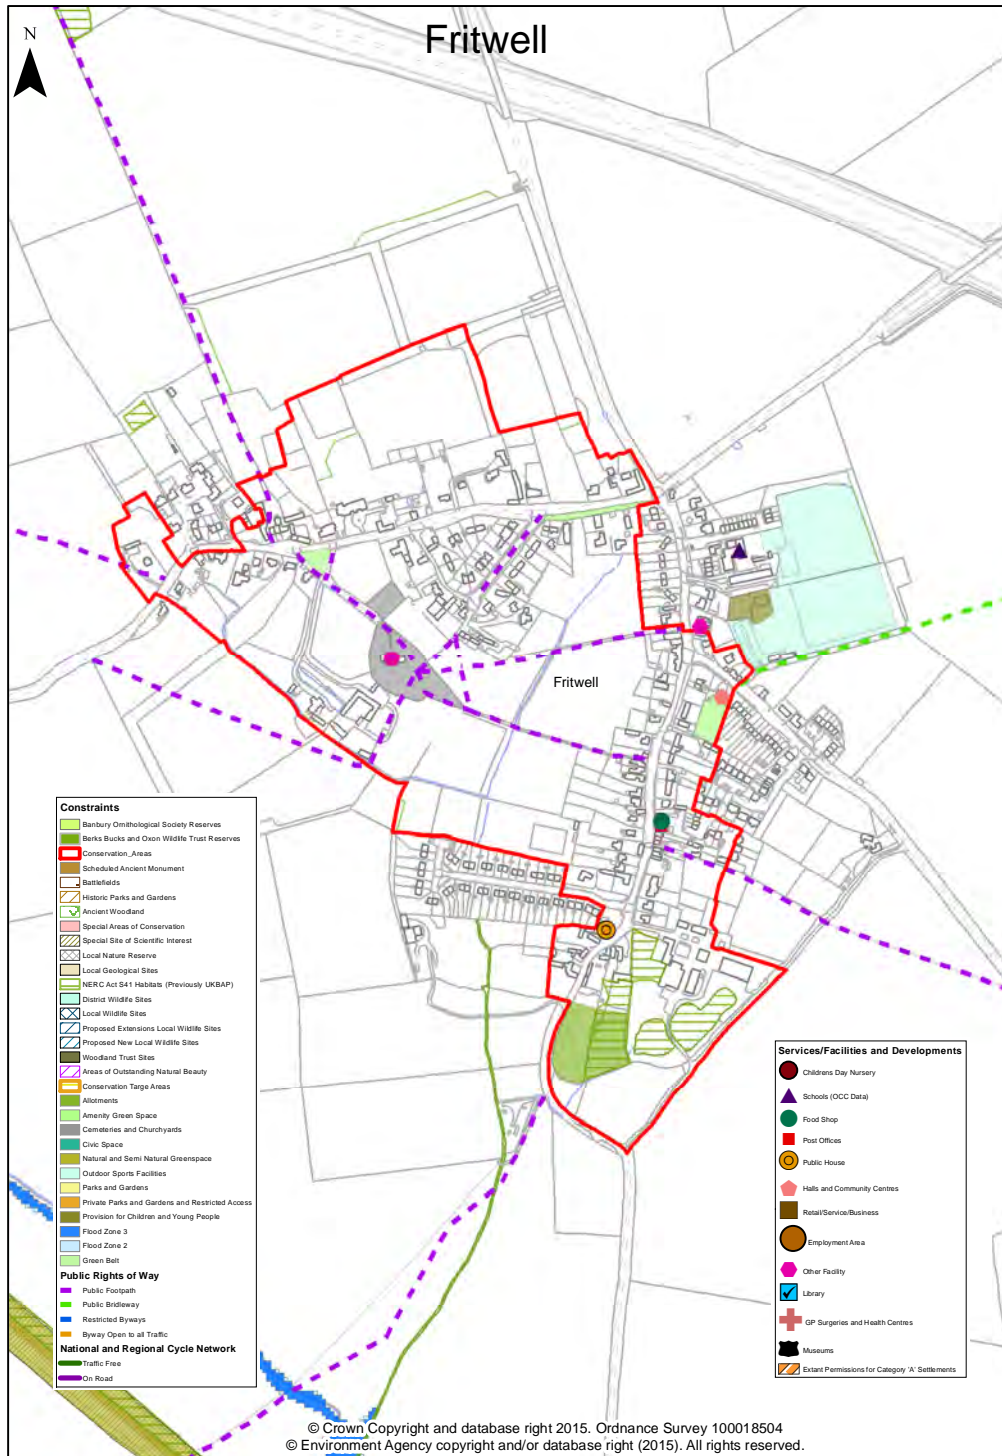 Fritwell
N
Fritwell
Constraints
Banbury Ornithological Society Reserves
Berks Bucks and Oxon Wildlife Trust Reserves
Conservation_Areas
Scheduled Ancient Monument
Battlefields
Historic Parks and Gardens
Ancient Woodland
Special Areas of Conservation
Special Site of Scientific Interest
Local Nature Reserve
Local Geological Sites
NERC Act S41 Habitats (Previously UKBAP)
District Wildlife Sites
Local Wildlife Sites
Proposed Extensions Local Wildlife Sites
Proposed New Local Wildlife Sites
Woodland Trust Sites
Areas of Outstanding Natural Beauty
Conservation Targe Areas
Allotments
Amenity Green Space
Cemeteries and Churchyards
Civic Space
Natural and Semi Natural Greenspace
Outdoor Sports Facilities
Parks and Gardens
Private Parks and Gardens and Restricted Access
Provision for Children and Young People
Flood Zone 3
Flood Zone 2
Green Belt
Public Rights of Way
Public Footpath
Public Bridleway
Restricted Byways
Byway Open to all Traffic
National and Regional Cycle Network
Traffic Free
On Road
Services/Facilities and Developments
Childrens Day Nursery
Schools (OCC Data)
Food Shop
Post Offices
Public House
Halls and Community Centres
Retail/Service/Business
Employment Area
Other Facility
Library
GP Surgeries and Health Centres
Museums
Extant Permissions for Category 'A' Settlements
© Crown Copyright and database right 2015. Ordnance Survey 100018504
© Environment Agency copyright and/or database right (2015). All rights reserved.